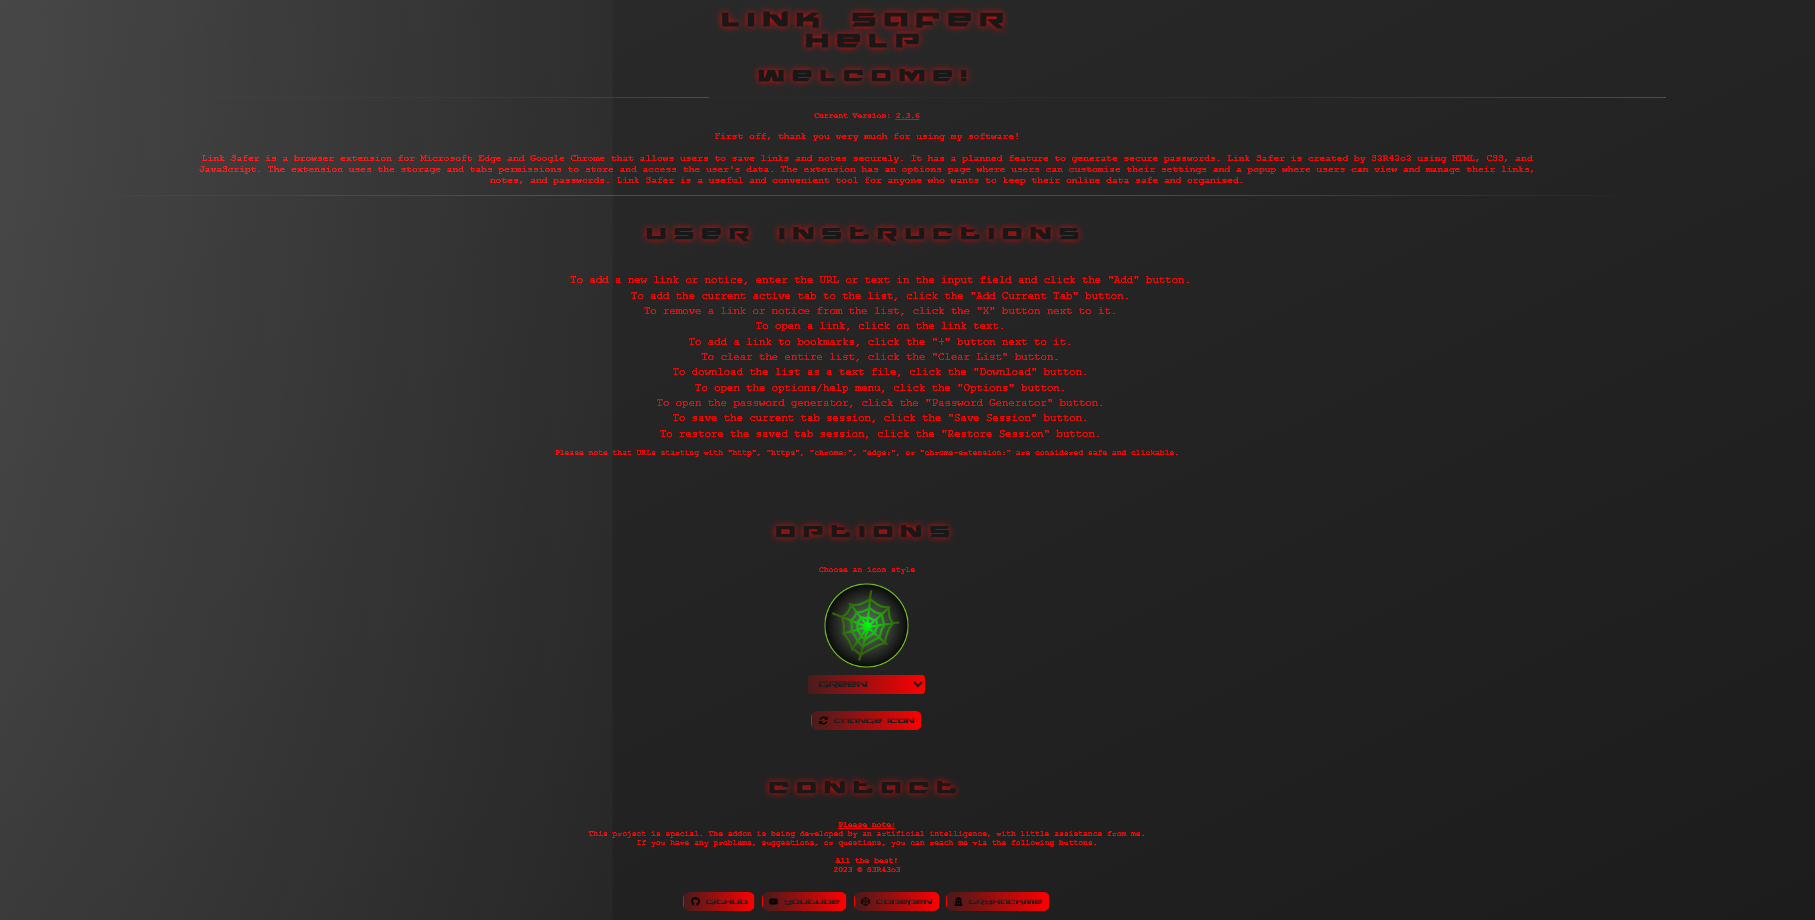 Link Safer
Help
Welcome!
Current Version: 2.3.6
First off, thank you very much for using my software!
Link Safer is a browser extension for Microsoft Edge and Google Chrome that allows users to save links and notes securely. It has a planned feature to generate secure passwords. Link Safer is created by S3R43o3 using HTML, CSS, and
JavaScript. The extension uses the storage and tabs permissions to store and access the user's data. The extension has an options page where users can customize their settings and a popup where users can view and manage their links,
notes, and passwords. Link Safer is a useful and convenient tool for anyone who wants to keep their online data safe and organised.
User Instructions
To add a new link or notice, enter the URL or text in the input field and click the "Add" button.
To add the current active tab to the list, click the "Add Current Tab" button.
To remove a link or notice from the list, click the "X" button next to it.
To open a link, click on the link text.
To add a link to bookmarks, click the "+" button next to it.
To clear the entire list, click the "Clear List" button.
To download the list as a text file, click the "Download" button.
To open the options/help menu, click the "Options" button.
To open the password generator, click the "Password Generator" button.
To save the current tab session, click the "Save Session" button.
To restore the saved tab session, click the "Restore Session" button.
Please note that URLs starting with "http", "https", "chrome:", "edge:", or "chrome-extension:" are considered safe and clickable.
Options
Choose an icon style
Green
Change Icon
Contact
Please note:
This project is special. The addon is being developed by an artificial intelligence, with little assistance from me.
If you have any problems, suggestions, or questions, you can reach me via the following buttons.
All the best!
2023 © S3R43o3
GitHub YouTube CodePen TryHackMe